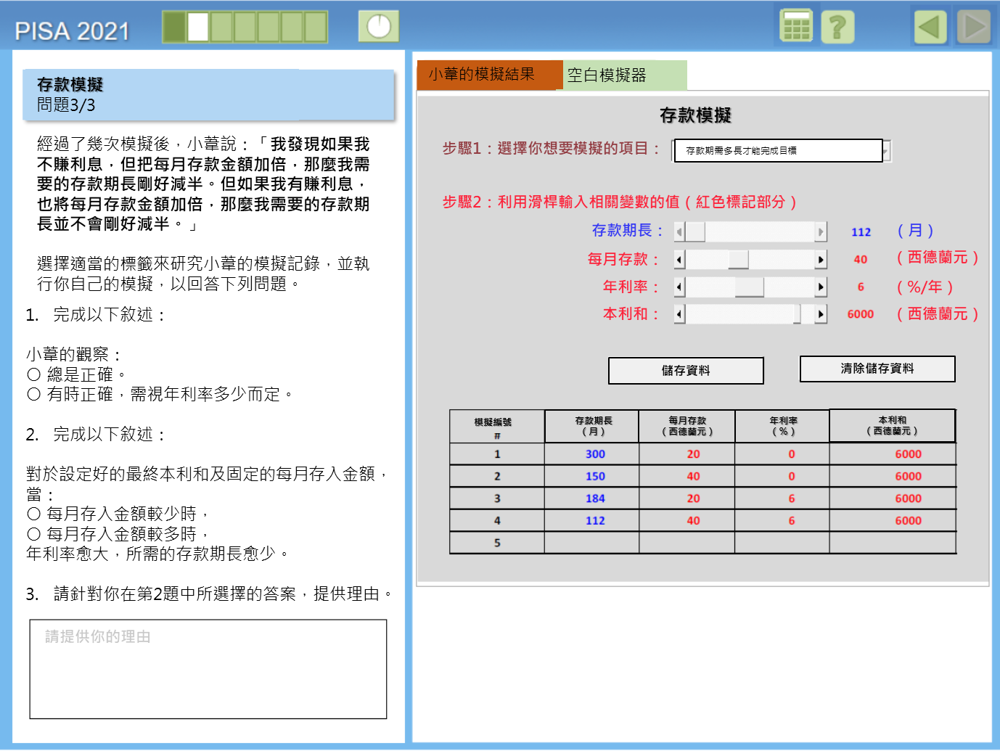 PISA 2021
存款模擬
問題3/3
經過了幾次模擬後，小葦說：「我發現如果我
不賺利息，但把每月存款金額加倍，那麼我需
要的存款期長剛好減半。但如果我有賺利息，
也將每月存款金額加倍，那麼我需要的存款期
長並不會剛好減半。」
選擇適當的標籤來研究小葦的模擬記錄，並執
行你自己的模擬，以回答下列問題。
1. 完成以下敘述：
小葦的觀察：
○ 總是正確。
○ 有時正確，需視年利率多少而定。
2. 完成以下敘述：
對於設定好的最終本利和及固定的每月存入金額，
當：
○ 每月存入金額較少時，
○ 每月存入金額較多時，
年利率愈大，所需的存款期長愈少。
3. 請針對你在第2題中所選擇的答案，提供理由。
請提供你的理由
小葦的模擬結果 空白模擬器
存款模擬
步驟1：選擇你想要模擬的項目： 存款期需多長才能完成目標
步驟2：利用滑桿輸入相關變數的值（紅色標記部分）
存款期長： 112 （月）
每月存款： 40 （西德蘭元）
年利率： 6 （%/年）
本利和： 6000 （西德蘭元）
儲存資料 清除儲存資料
模擬編號 存款期長 每月存款 年利率 本利和
# （月） （西德蘭元） （%） （西德蘭元）
1 300 20 0 6000
2 150 40 0 6000
3 184 20 6 6000
4 112 40 6 6000
5